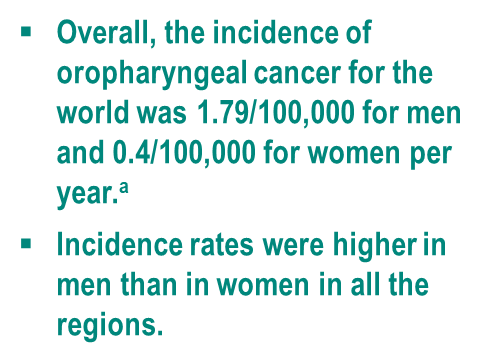 ▪ Overall, the incidence of
oropharyngeal cancer for the
world was 1.79/100,000 for men
and 0.4/100,000 for women per
year.ᵃ
▪ Incidence rates were higher in
men than in women in all the
regions.